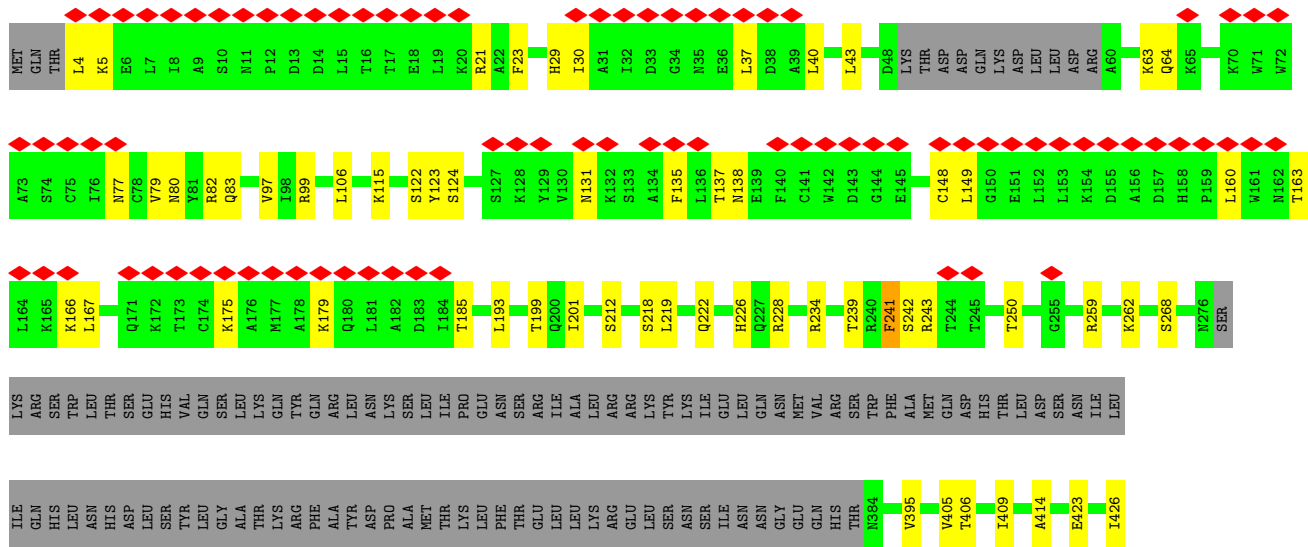 MET GLN THR L4 K5 E6 L7 I8 A9 S10 N11 P12 D13 D14 L15 T16 T17 E18 L19 K20 R21 A22 F23 H29 I30 A31 I32 D33 G34 N35 E36 L37 D38 A39 L40 L43 D48 LYS THR ASP ASP GLN LYS ASP LEU LEU ASP ARG A60 K63 Q64 K65 K70 W71 W72
A73 S74 C75 I76 N77 C78 V79 N80 Y81 R82 Q83 V97 I98 R99 L106 K115 S122 Y123 S124 S127 K128 Y129 V130 N131 K132 S133 A134 F135 L136 T137 N138 E139 F140 C141 W142 D143 G144 E145 C148 L149 G150 E151 L152 L153 K154 D155 A156 D157 H158 P159 L160 W161 N162 T163
L164 K165 K166 L167 Q171 K172 T173 C174 K175 A176 M177 A178 K179 Q180 L181 A182 D183 I184 T185 L193 T199 Q200 I201 S212 S218 L219 Q222 H226 Q227 R228 R234 T239 R240 F241 S242 R243 T244 T245 T250 G255 R259 K262 S268 N276 SER
LYS ARG SER TRP LEU THR SER GLU HIS VAL GLN SER LEU LYS GLN TYR GLN ARG LEU ASN LYS SER LEU ILE PRO GLU ASN SER ARG ILE ALA LEU ARG ARG LYS TYR LYS ILE GLU LEU GLN ASN MET VAL ARG SER TRP PHE ALA MET GLN ASP HIS THR LEU ASP SER ASN ILE LEU
ILE GLN HIS LEU ASN HIS ASP LEU SER TYR LEU GLY ALA THR LYS ARG PHE ALA TYR ASP PRO ALA MET THR LYS LEU PHE THR GLU LEU LEU LYS ARG GLU LEU SER ASN SER ILE ASN ASN GLY GLU GLN HIS THR N384 V395 V405 T406 I409 A414 E423 I426